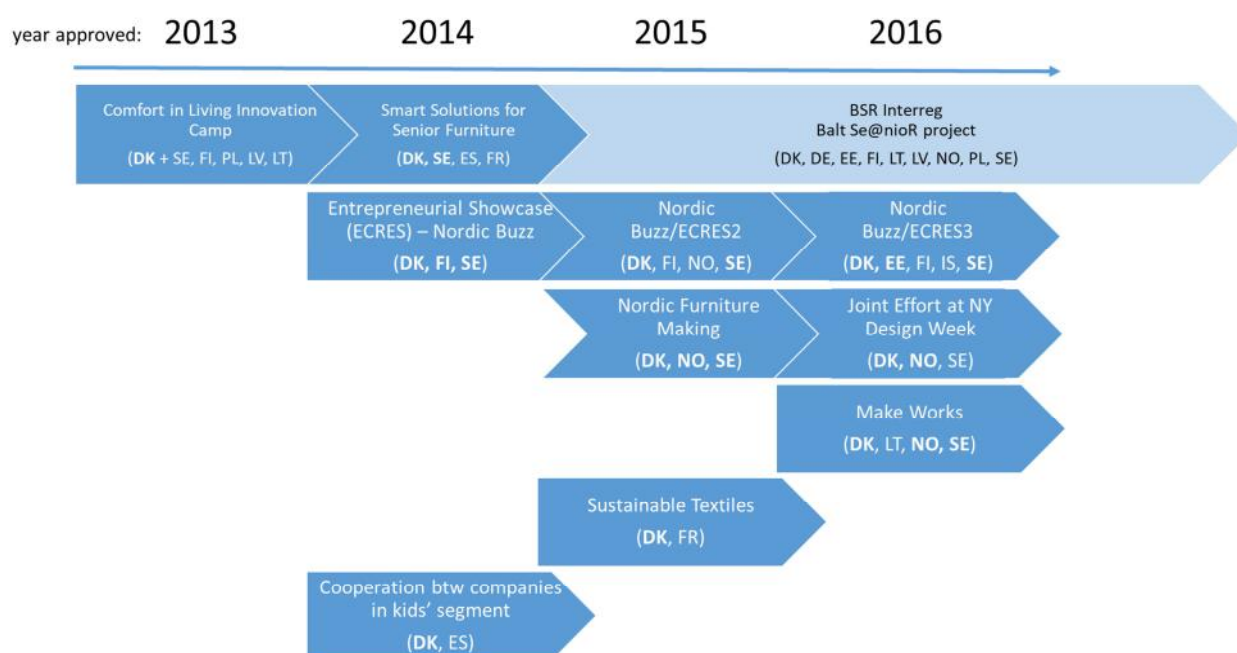 year approved: 2013 2014 2015 2016
Comfort in Living Innovation
Camp
(DK + SE, FI, PL, LV, LT)
Smart Solutions for
Senior Furniture
(DK, SE, ES, FR)
BSR Interreg
Balt Se@nioR project
(DK, DE, EE, FI, LT, LV, NO, PL, SE)
Entrepreneurial Showcase
(ECRES) – Nordic Buzz
(DK, FI, SE)
Nordic
Buzz/ECRES2
(DK, FI, NO, SE)
Nordic
Buzz/ECRES3
(DK, EE, FI, IS, SE)
Nordic Furniture
Making
(DK, NO, SE)
Joint Effort at NY
Design Week
(DK, NO, SE)
Make Works
(DK, LT, NO, SE)
Sustainable Textiles
(DK, FR)
Cooperation btw companies
in kids' segment
(DK, ES)